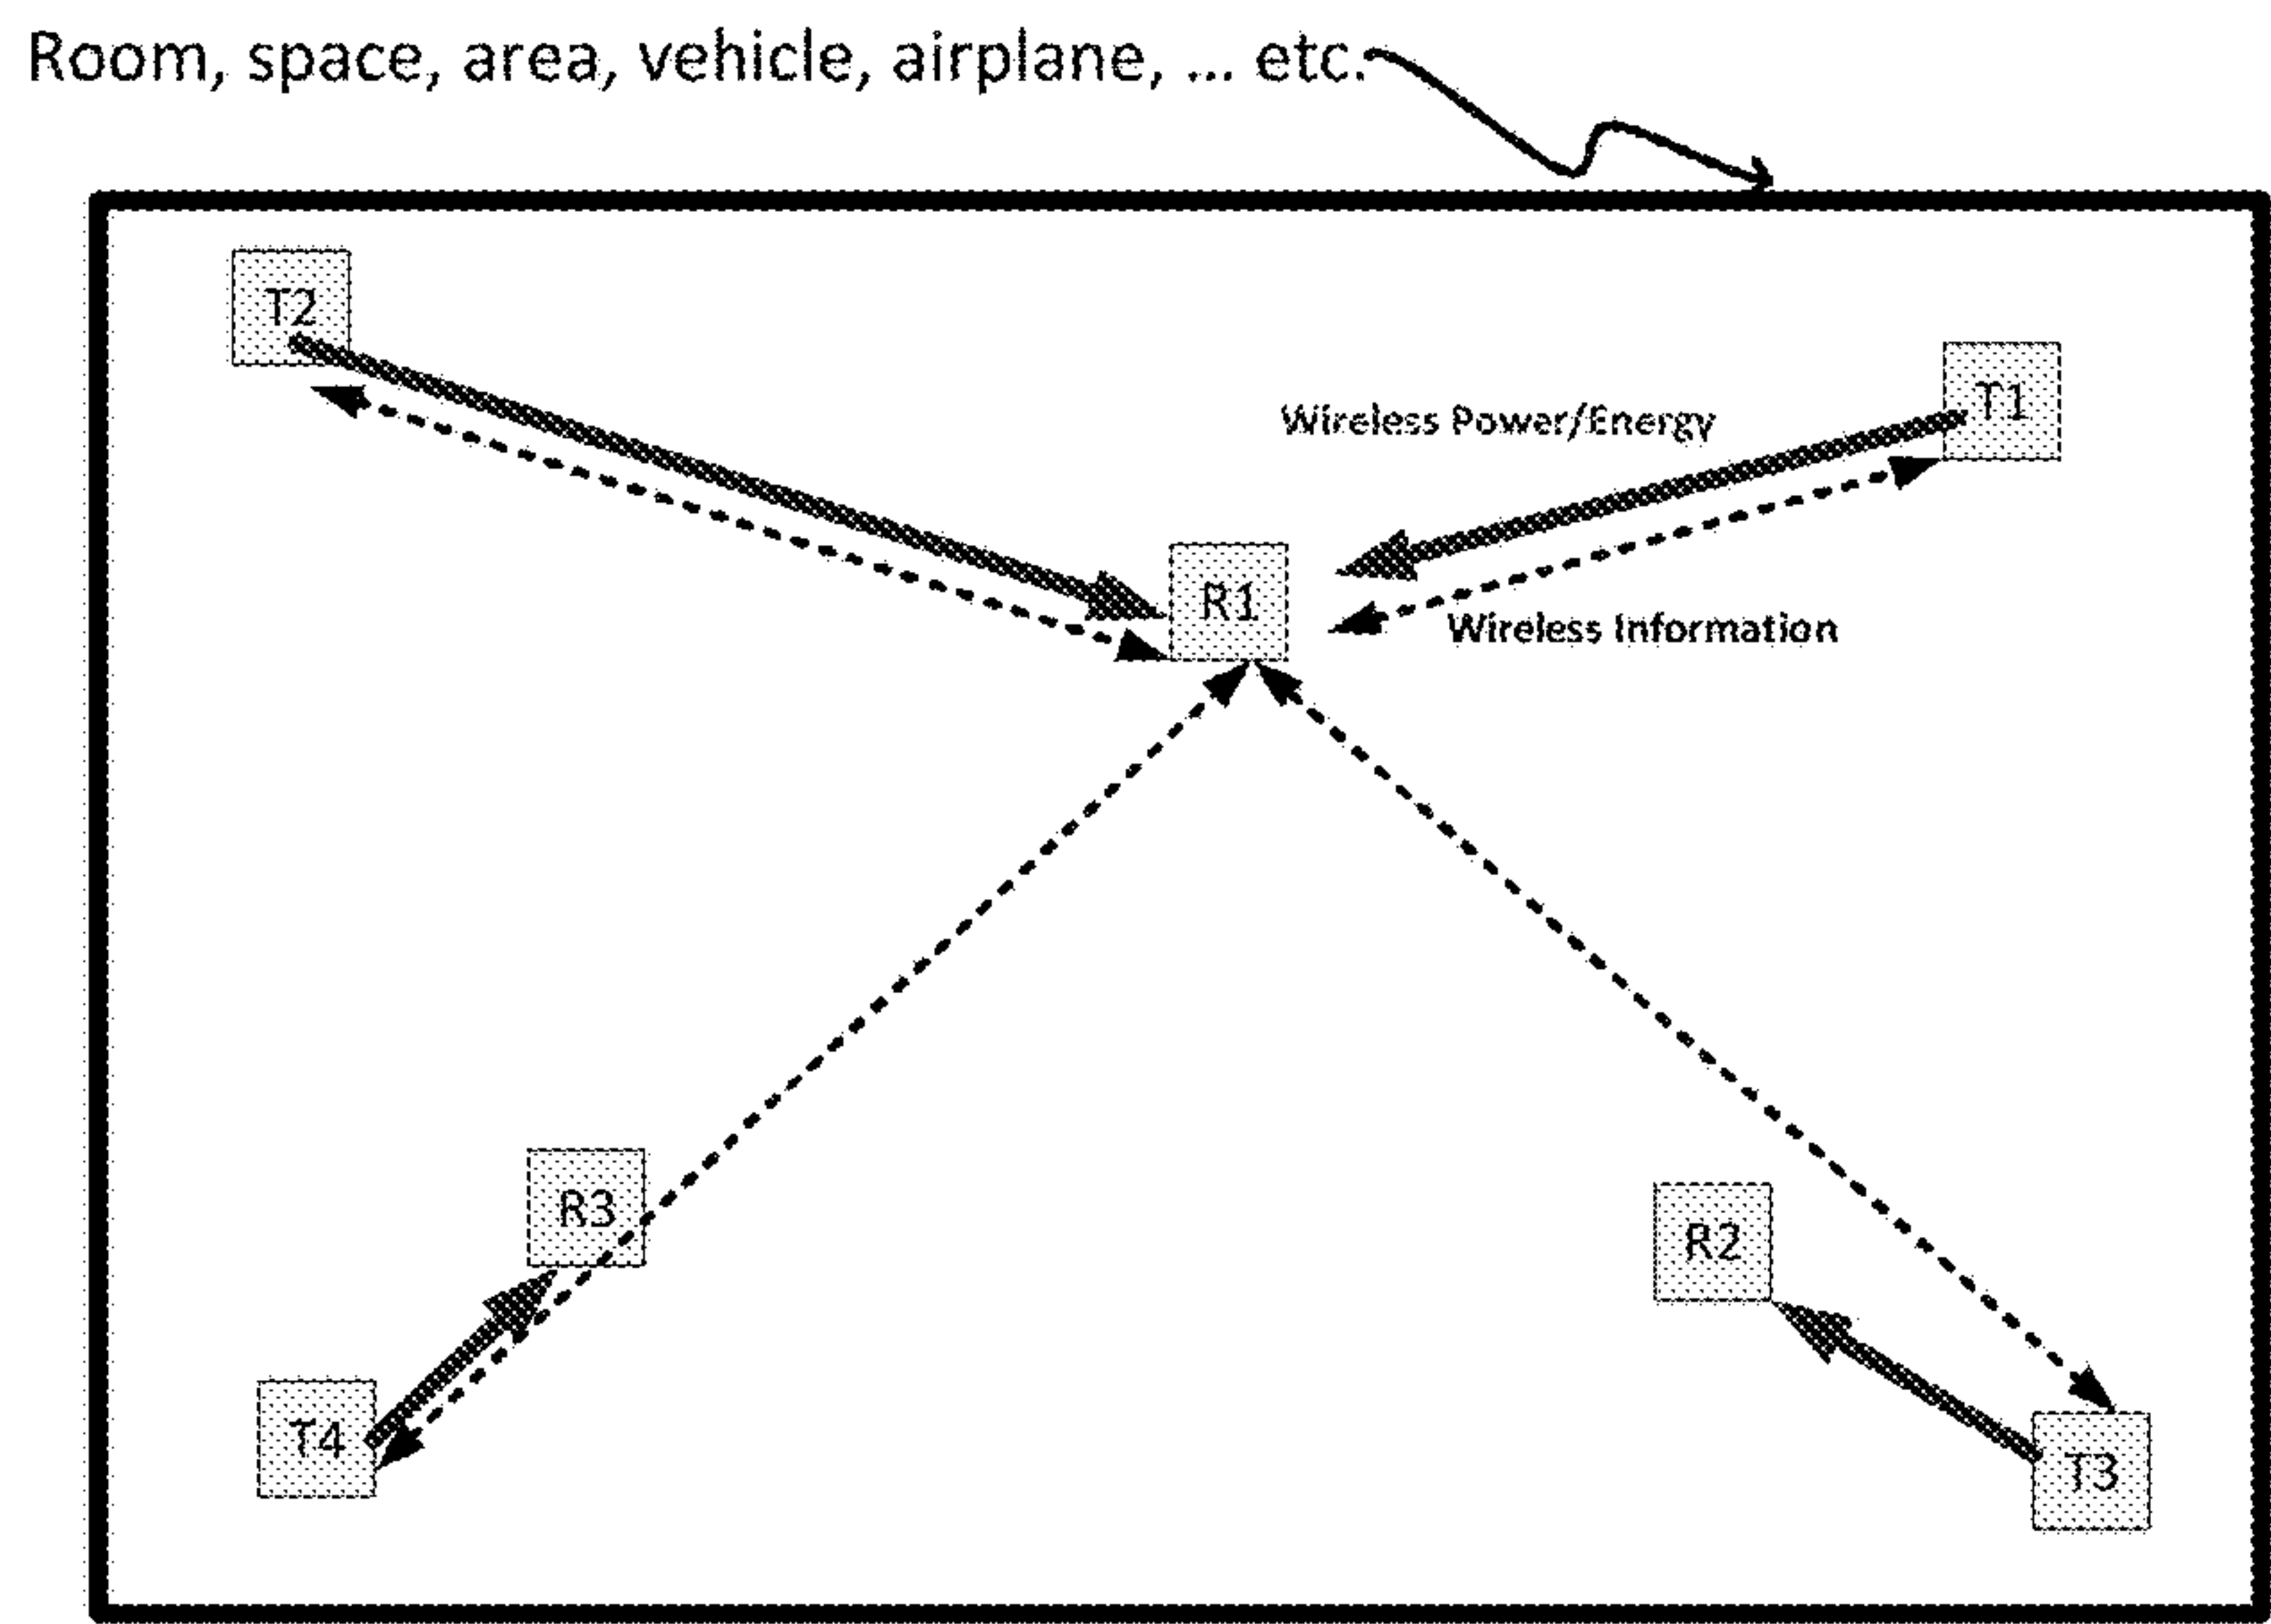 Room, space, area, vehicle, airplane, ... etc.
T2
T1
Wireless Power/Energy
R1
Wireless Information
R3
R2
T4
T3